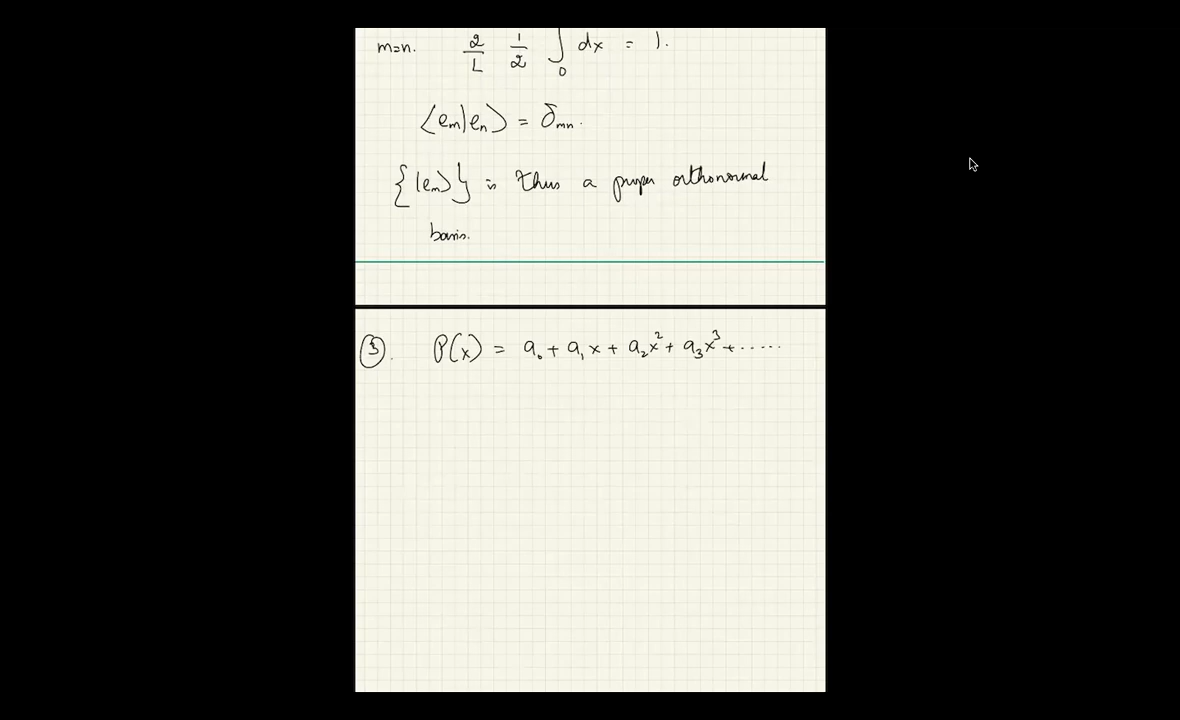 m=n. 2/L 1/2 ∫₀ dx = 1.
⟨eₘ|eₙ⟩ = δₘₙ.
{|eₘ⟩} is thus a proper orthonormal
basis.
③. P(x) = a₀ + a₁x + a₂x² + a₃x³ + .....